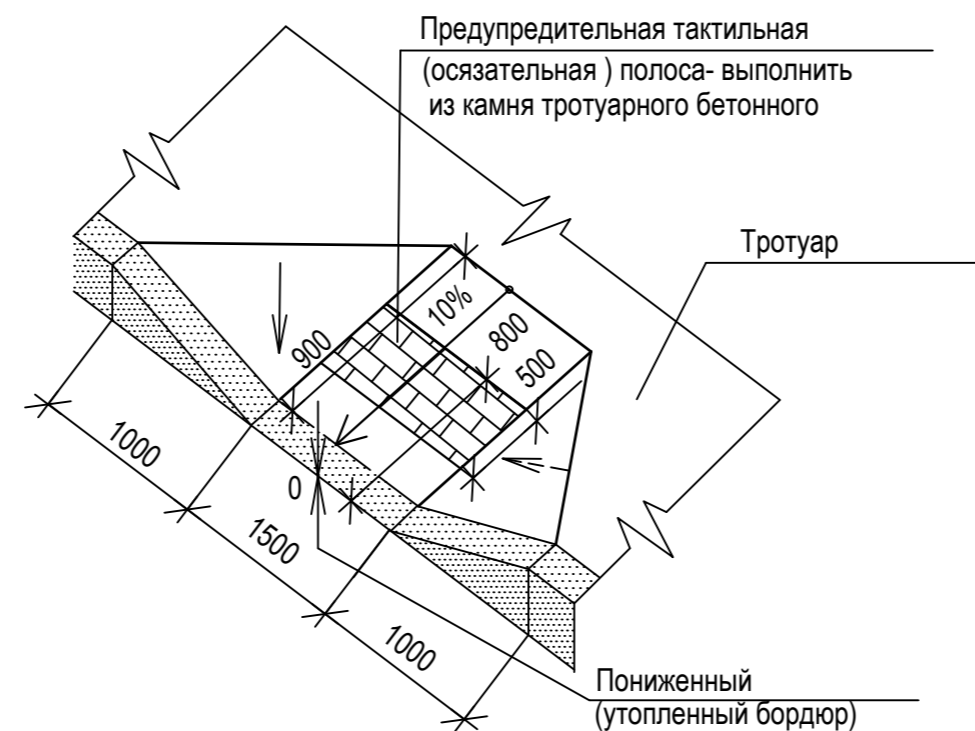 Предупредительная тактильная
(осязательная ) полоса- выполнить
из камня тротуарного бетонного
Тротуар
10%
800
900
500
1000
0
1500
1000
Пониженный
(утопленный бордюр)